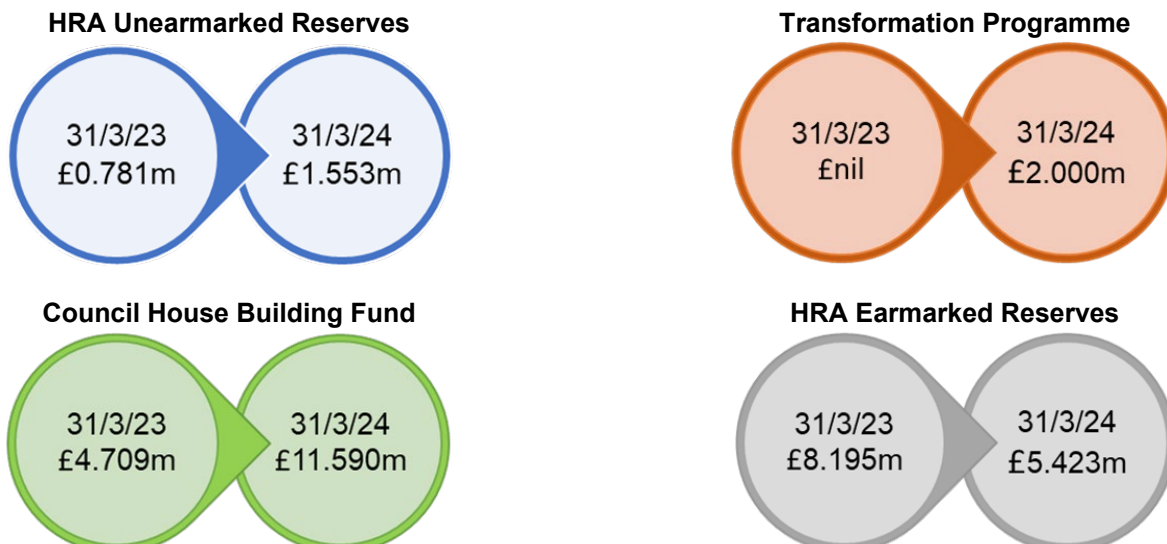 HRA Unearmarked Reserves
31/3/23
£0.781m
31/3/24
£1.553m
Transformation Programme
31/3/23
£nil
31/3/24
£2.000m
Council House Building Fund
31/3/23
£4.709m
31/3/24
£11.590m
HRA Earmarked Reserves
31/3/23
£8.195m
31/3/24
£5.423m